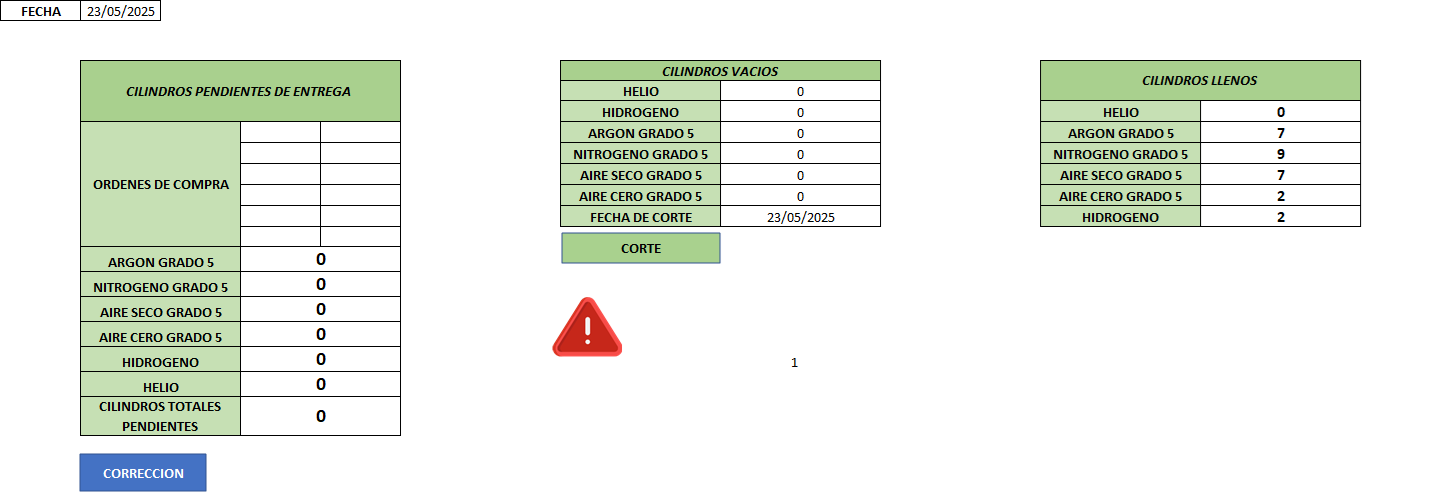 FECHA 23/05/2025
CILINDROS PENDIENTES DE ENTREGA
ORDENES DE COMPRA
ARGON GRADO 5 0
NITROGENO GRADO 5 0
AIRE SECO GRADO 5 0
AIRE CERO GRADO 5 0
HIDROGENO 0
HELIO 0
CILINDROS TOTALES
PENDIENTES 0
CORRECCION
CILINDROS VACIOS
HELIO 0
HIDROGENO 0
ARGON GRADO 5 0
NITROGENO GRADO 5 0
AIRE SECO GRADO 5 0
AIRE CERO GRADO 5 0
FECHA DE CORTE 23/05/2025
CORTE
!
1
CILINDROS LLENOS
HELIO 0
ARGON GRADO 5 7
NITROGENO GRADO 5 9
AIRE SECO GRADO 5 7
AIRE CERO GRADO 5 2
HIDROGENO 2